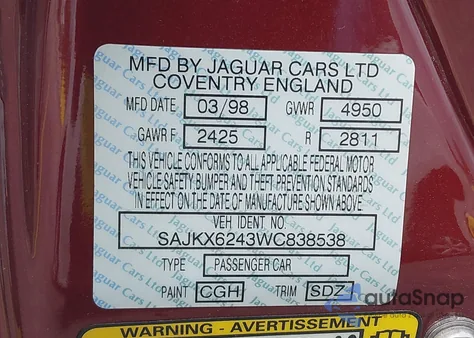 MFD BY JAGUAR CARS LTD
COVENTRY ENGLAND
MFD DATE 03/98 GVWR 4950
GAWR F 2425 R 2811
THIS VEHICLE CONFORMS TO ALL APPLICABLE FEDERAL MOTOR
VEHICLE SAFETY, BUMPER AND THEFT PREVENTION STANDARDS
IN EFFECT ON THE DATE OF MANUFACTURE SHOWN ABOVE.
VEH IDENT NO.
SAJKX6243WC838538
TYPE PASSENGER CAR
PAINT CGH TRIM SDZ
autoSnap
WARNING - AVERTISSEMENT